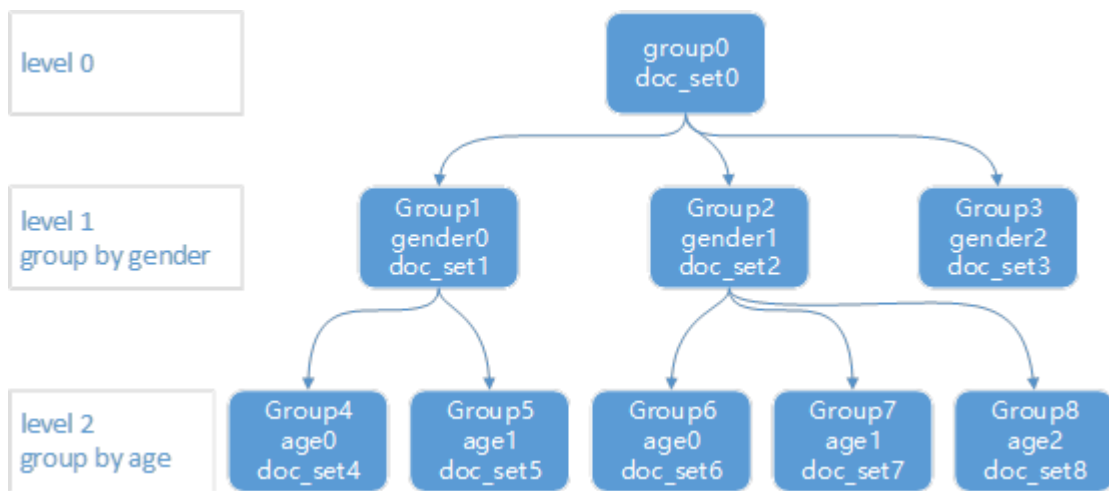 level 0
group0
doc_set0
level 1
group by gender
Group1
gender0
doc_set1
Group2
gender1
doc_set2
Group3
gender2
doc_set3
level 2
group by age
Group4
age0
doc_set4
Group5
age1
doc_set5
Group6
age0
doc_set6
Group7
age1
doc_set7
Group8
age2
doc_set8